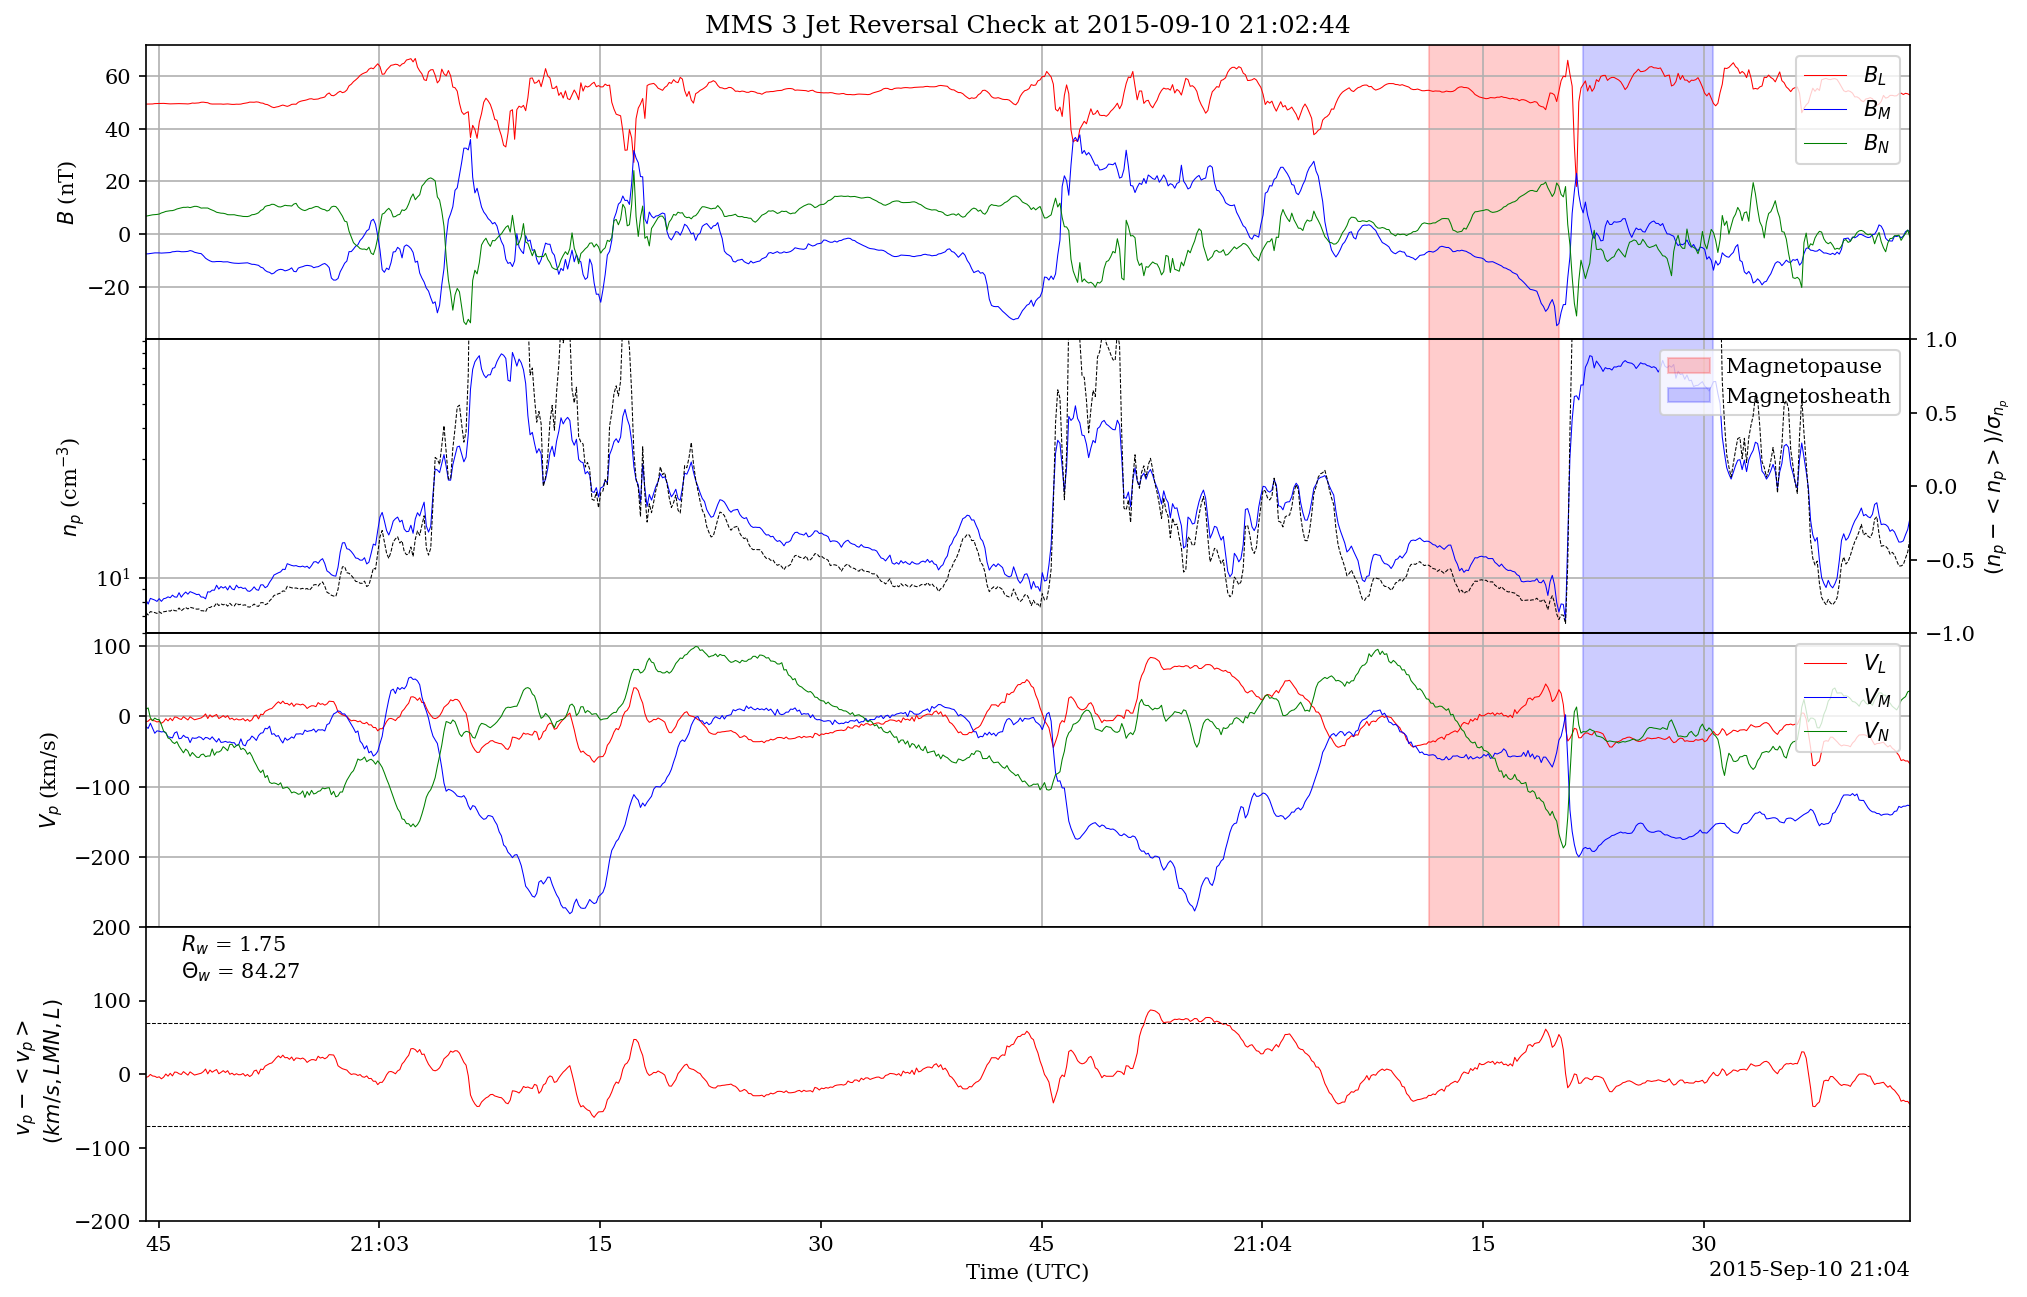 MMS 3 Jet Reversal Check at 2015-09-10 21:02:44
B (nT)
60
40
20
0
−20
B_L
B_M
B_N
n_p (cm^{−3})
10^1
Magnetopause
Magnetosheath
1.0
0.5
0.0
−0.5
−1.0
(n_p − < n_p >)/σ_{n_p}
V_p (km/s)
100
0
−100
−200
V_L
V_M
V_N
v_p − < v_p >
(km/s, LMN, L)
200
100
0
−100
−200
R_w = 1.75
Θ_w = 84.27
45
21:03
15
30
45
21:04
15
30
Time (UTC)
2015-Sep-10 21:04